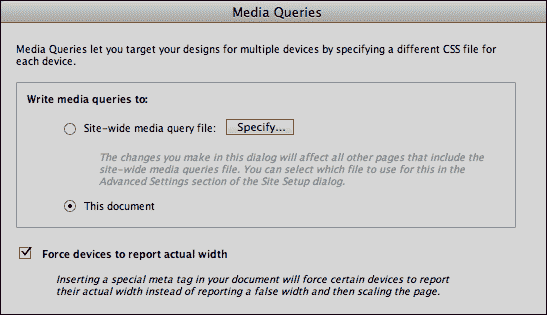 Media Queries
Media Queries let you target your designs for multiple devices by specifying a different CSS file for
each device.
Write media queries to:
Site-wide media query file: Specify...
The changes you make in this dialog will affect all other pages that include the
site-wide media queries file. You can select which file to use for this in the
Advanced Settings section of the Site Setup dialog.
This document
Force devices to report actual width
Inserting a special meta tag in your document will force certain devices to report
their actual width instead of reporting a false width and then scaling the page.